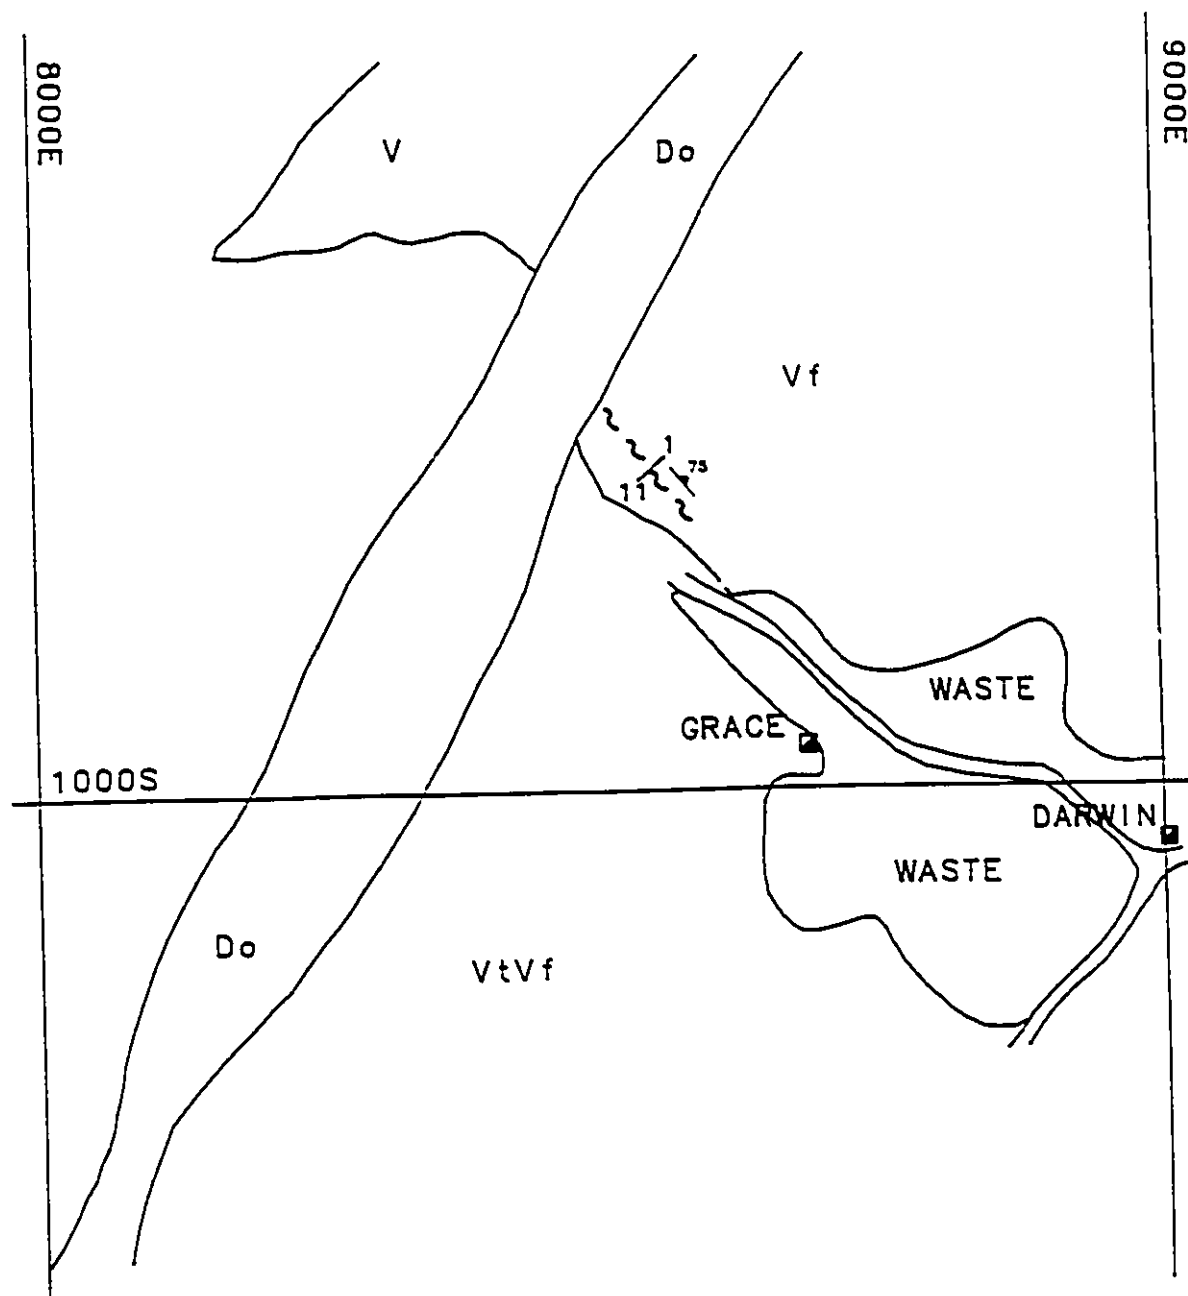 8000E
9000E
V
Do
Vf
1
75
11
WASTE
GRACE
1000S
DARWIN
WASTE
Do
VtVf